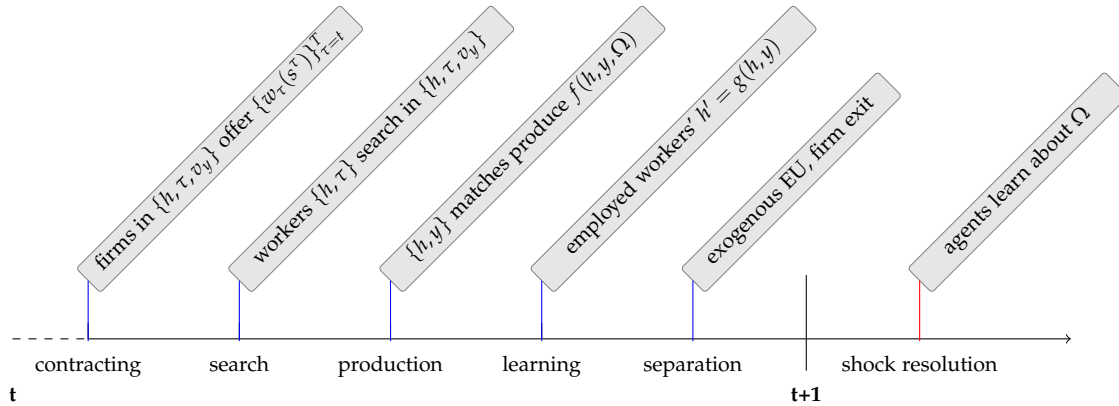 firms in {h, τ, v_y} offer {w_τ(s^τ)}^T_{τ=t}
workers {h, τ} search in {h, τ, v_y}
{h, y} matches produce f(h, y, Ω)
employed workers' h' = g(h, y)
exogenous EU, firm exit
agents learn about Ω
contracting
search
production
learning
separation
shock resolution
t
t+1